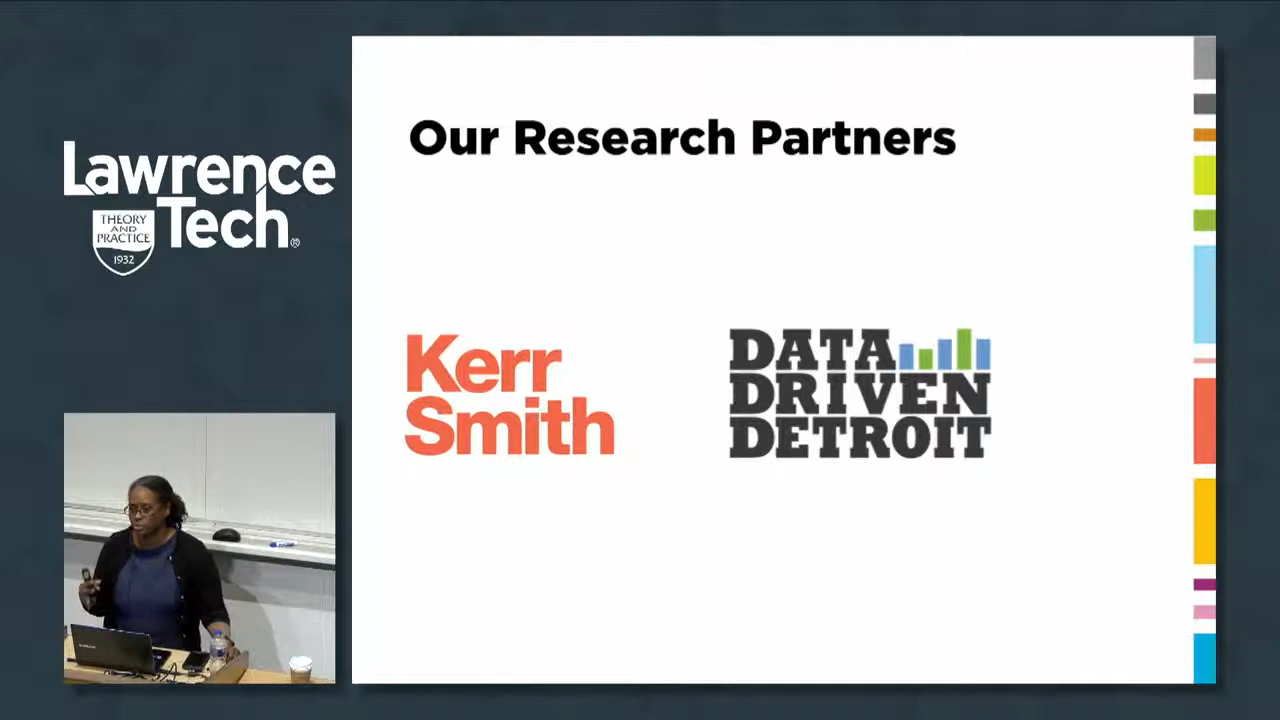 Lawrence
Tech®
THEORY
AND
PRACTICE
1932
Our Research Partners
Kerr
Smith
DATA
DRIVEN
DETROIT